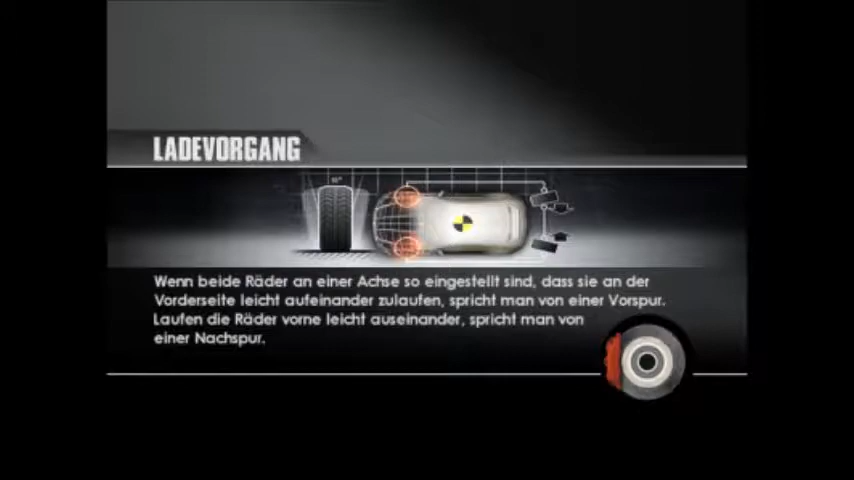 LADEVORGANG
Wenn beide Räder an einer Achse so eingestellt sind, dass sie an der
Vorderseite leicht aufeinander zulaufen, spricht man von einer Vorspur.
Laufen die Räder vorne leicht auseinander, spricht man von
einer Nachspur.